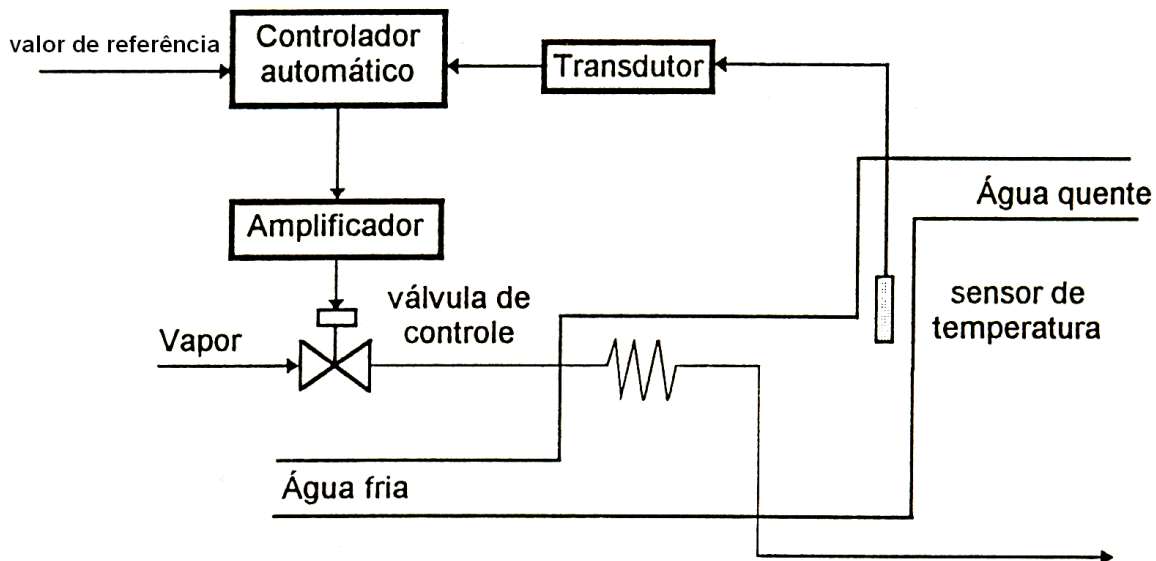 valor de referência
Controlador
automático
Transdutor
Água quente
Amplificador
sensor de
temperatura
válvula de
controle
Vapor
Água fria